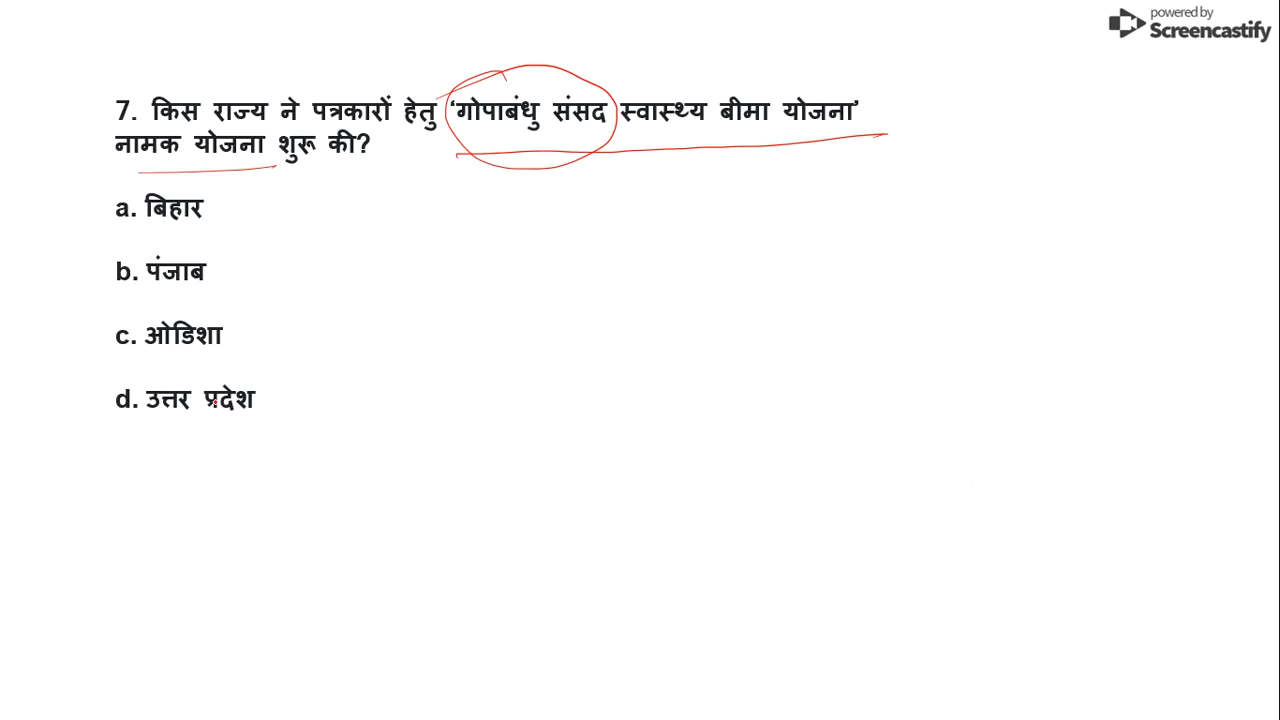 powered by
Screencastify
7. किस राज्य ने पत्रकारों हेतु ‘गोपाबंधु संसद स्वास्थ्य बीमा योजना’
नामक योजना शुरू की?
a. बिहार
b. पंजाब
c. ओडिशा
d. उत्तर प्रदेश